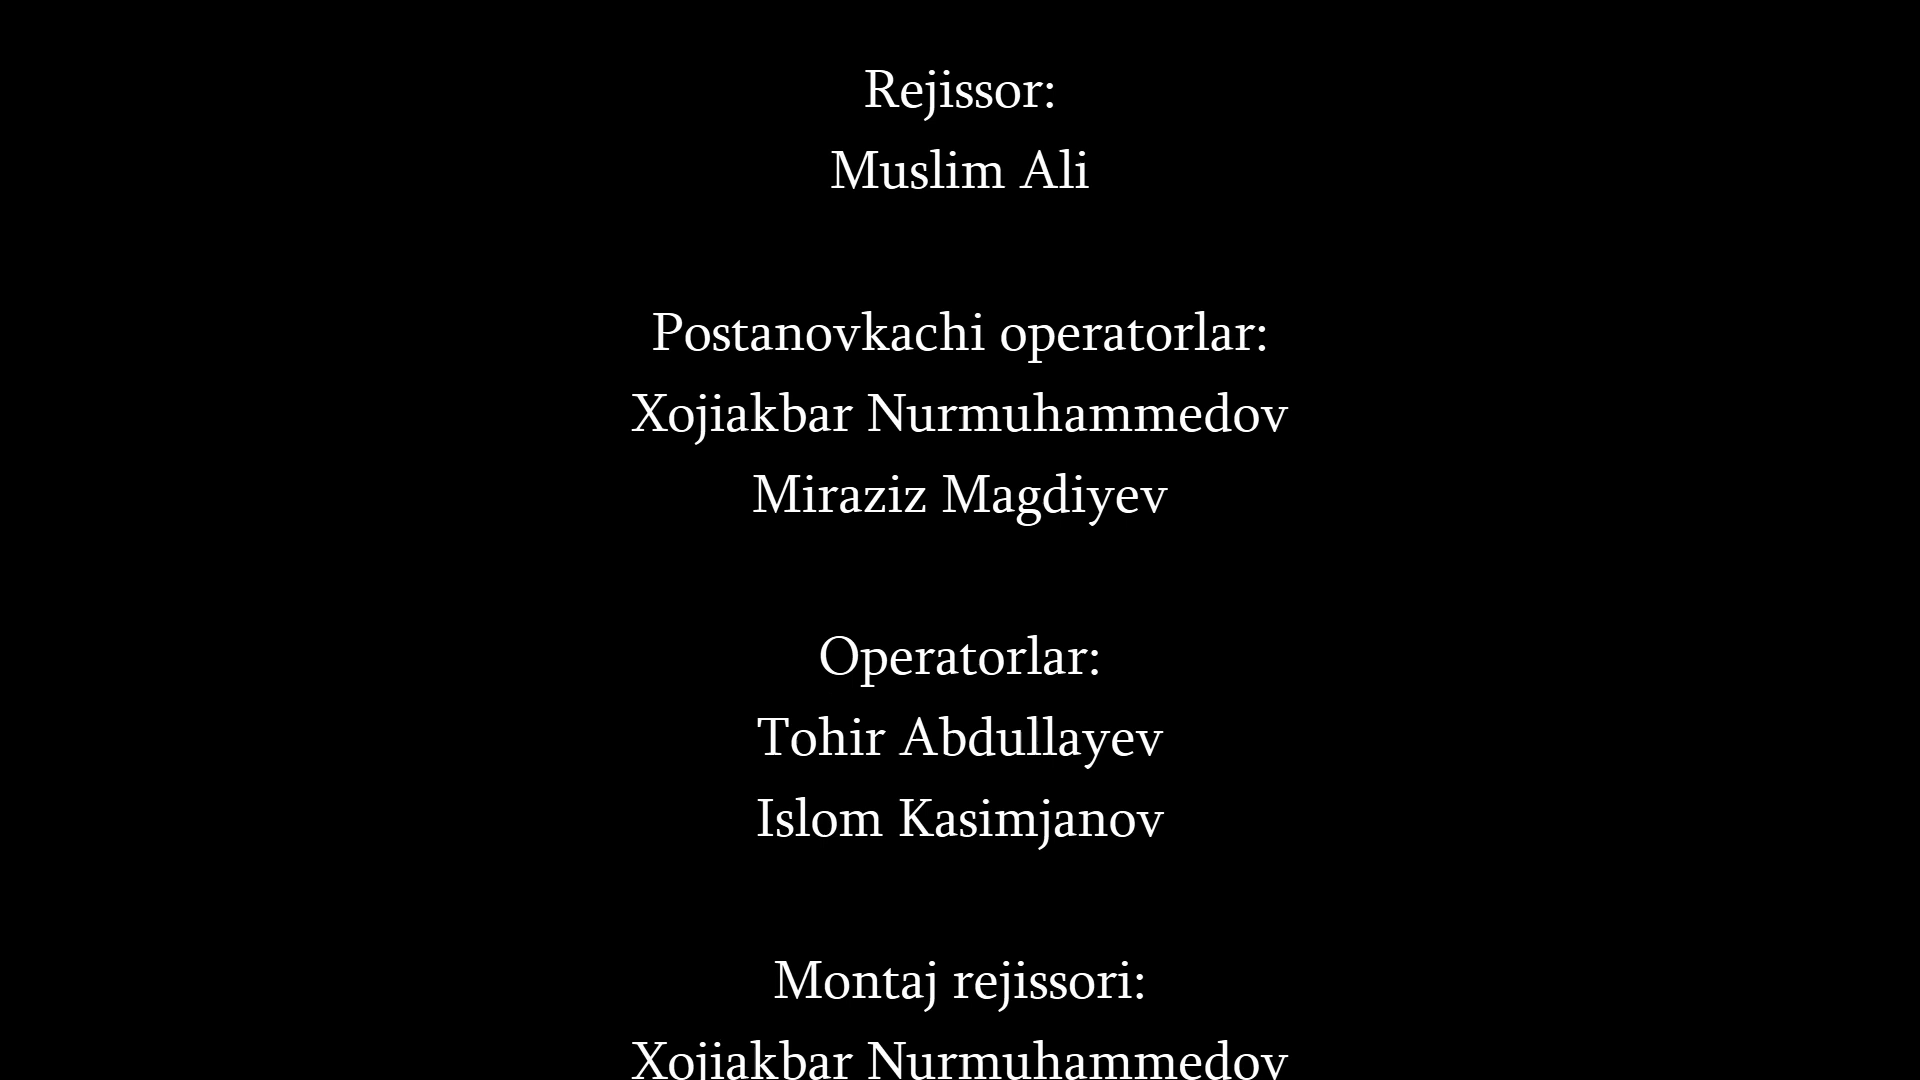 Rejissor:
Muslim Ali
Postanovkachi operatorlar:
Xojiakbar Nurmuhammedov
Miraziz Magdiyev
Operatorlar:
Tohir Abdullayev
Islom Kasimjanov
Montaj rejissori:
Xojiakbar Nurmuhammedov